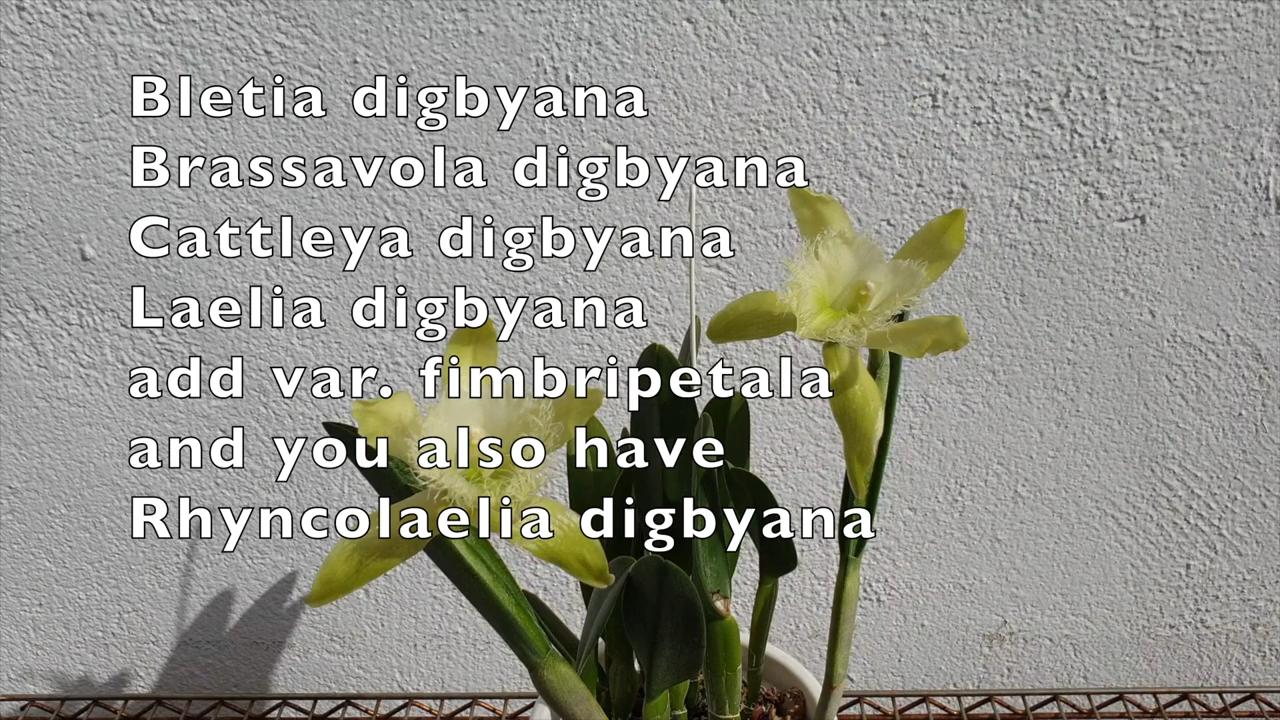 Bletia digbyana
Brassavola digbyana
Cattleya digbyana
Laelia digbyana
add var. fimbripetala
and you also have
Rhyncolaelia digbyana